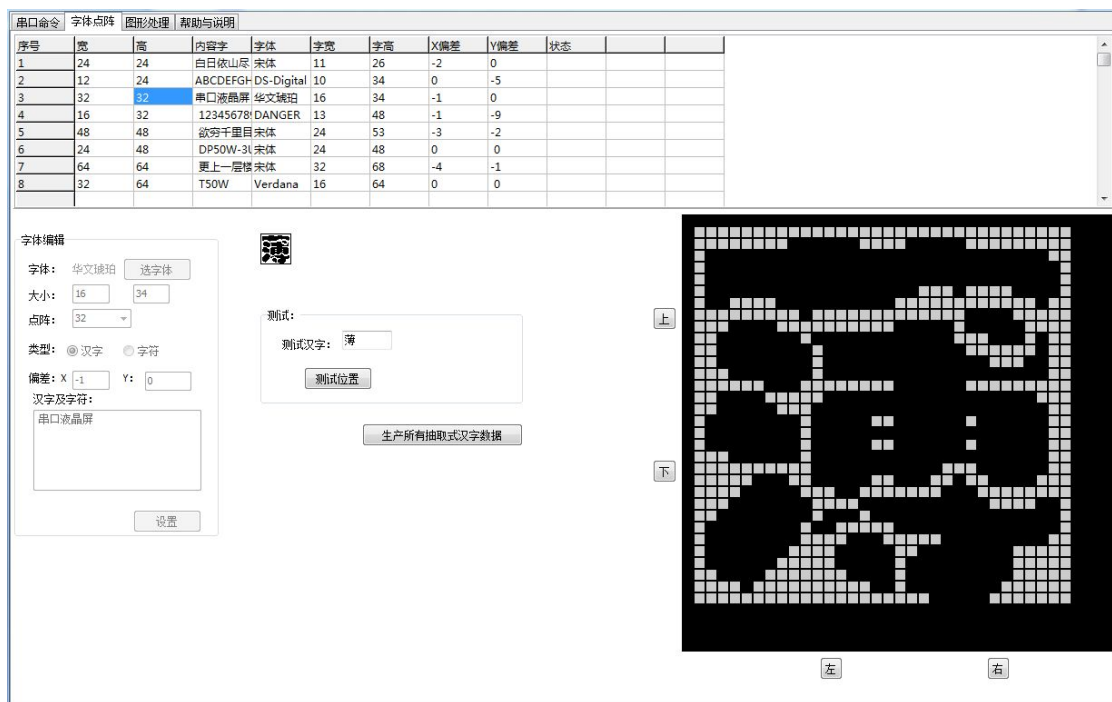 串口命令 字体点阵 图形处理 帮助与说明
序号 宽 高 内容字 字体 字宽 字高 X偏差 Y偏差 状态
1 24 24 白日依山尽 宋体 11 26 -2 0
2 12 24 ABCDEFGH DS-Digital 10 34 0 -5
3 32 32 串口液晶屏 华文琥珀 16 34 -1 0
4 16 32 12345678 DANGER 13 48 -1 -9
5 48 48 欲穷千里目 宋体 24 53 -3 -2
6 24 48 DP50W-3 宋体 24 48 0 0
7 64 64 更上一层楼 宋体 32 68 -4 -1
8 32 64 T50W Verdana 16 64 0 0
字体编辑
字体： 华文琥珀 选字体
大小： 16 34
点阵： 32
类型： 汉字 字符
偏差：X -1 Y： 0
汉字及字符：
串口液晶屏
设置
薄
测试：
测试汉字： 薄
测试位置
生产所有抽取式汉字数据
上
下
左 右